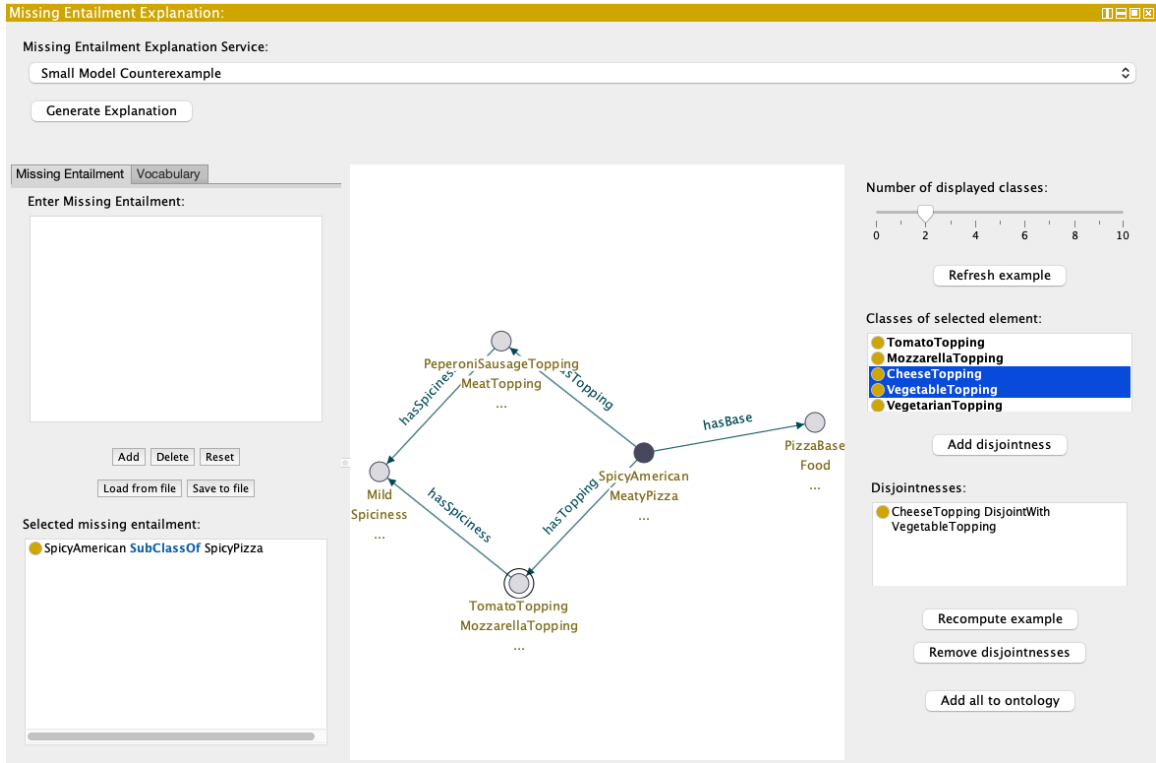 Missing Entailment Explanation:
Missing Entailment Explanation Service:
Small Model Counterexample
Generate Explanation
Missing Entailment
Vocabulary
Enter Missing Entailment:
Add
Delete
Reset
Load from file
Save to file
Selected missing entailment:
SpicyAmerican SubClassOf SpicyPizza
PeperoniSausageTopping
MeatTopping
...
hasSpiciness
hasTopping
hasBase
PizzaBase
Food
...
SpicyAmerican
MeatyPizza
...
Mild
Spiciness
...
hasSpiciness
hasTopping
TomatoTopping
MozzarellaTopping
...
Number of displayed classes:
0 2 4 6 8 10
Refresh example
Classes of selected element:
TomatoTopping
MozzarellaTopping
CheeseTopping
VegetableTopping
VegetarianTopping
Add disjointness
Disjointnesses:
CheeseTopping DisjointWith
VegetableTopping
Recompute example
Remove disjointnesses
Add all to ontology